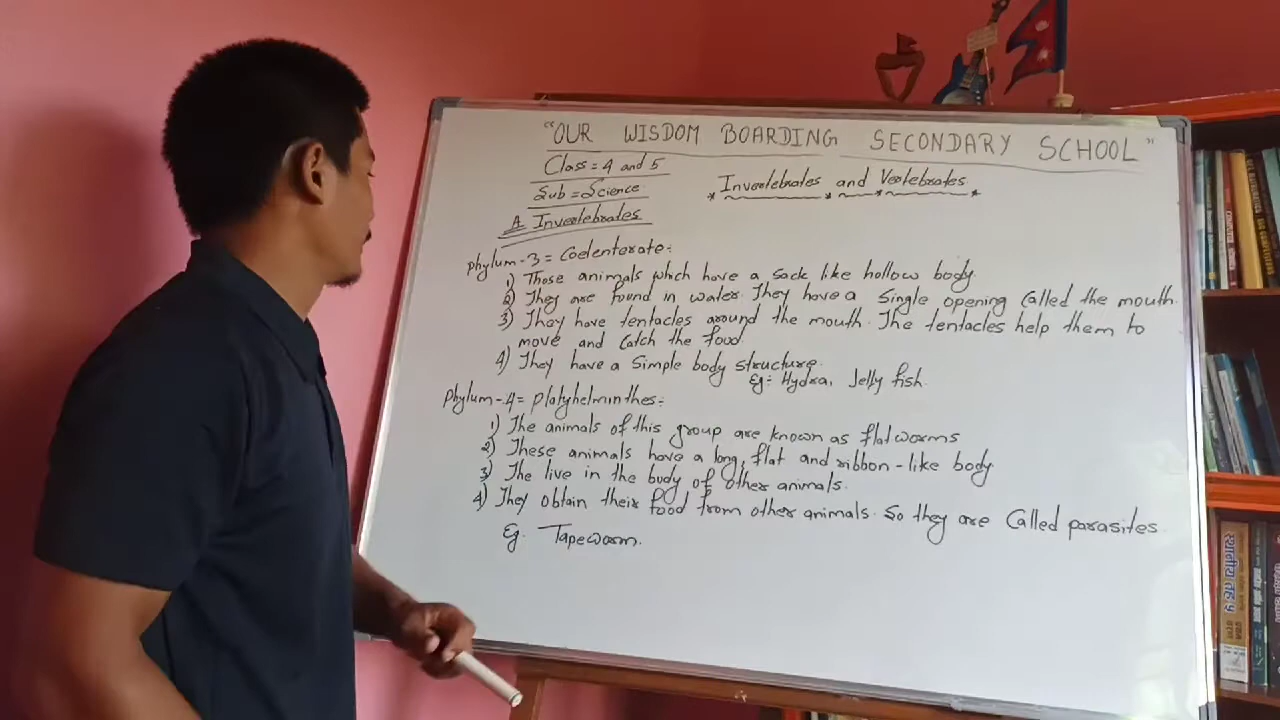 "OUR WISDOM BOARDING SECONDARY SCHOOL"
Class = 4 and 5
Sub = Science
Invertebrates and Vertebrates
A Invertebrates
phylum-3 = Coelenterate:
1) Those animals which have a sack like hollow body.
2) They are found in water. They have a single opening called the mouth.
3) They have tentacles around the mouth. The tentacles help them to
move and catch the food.
4) They have a simple body structure.
Eg: Hydra, Jelly fish
phylum-4 = platyhelminthes:
1) The animals of this group are known as flatworms
2) These animals have a long, flat and ribbon-like body
3) The live in the body of other animals.
4) They obtain their food from other animals. So they are Called parasites.
Eg. Tapeworm.